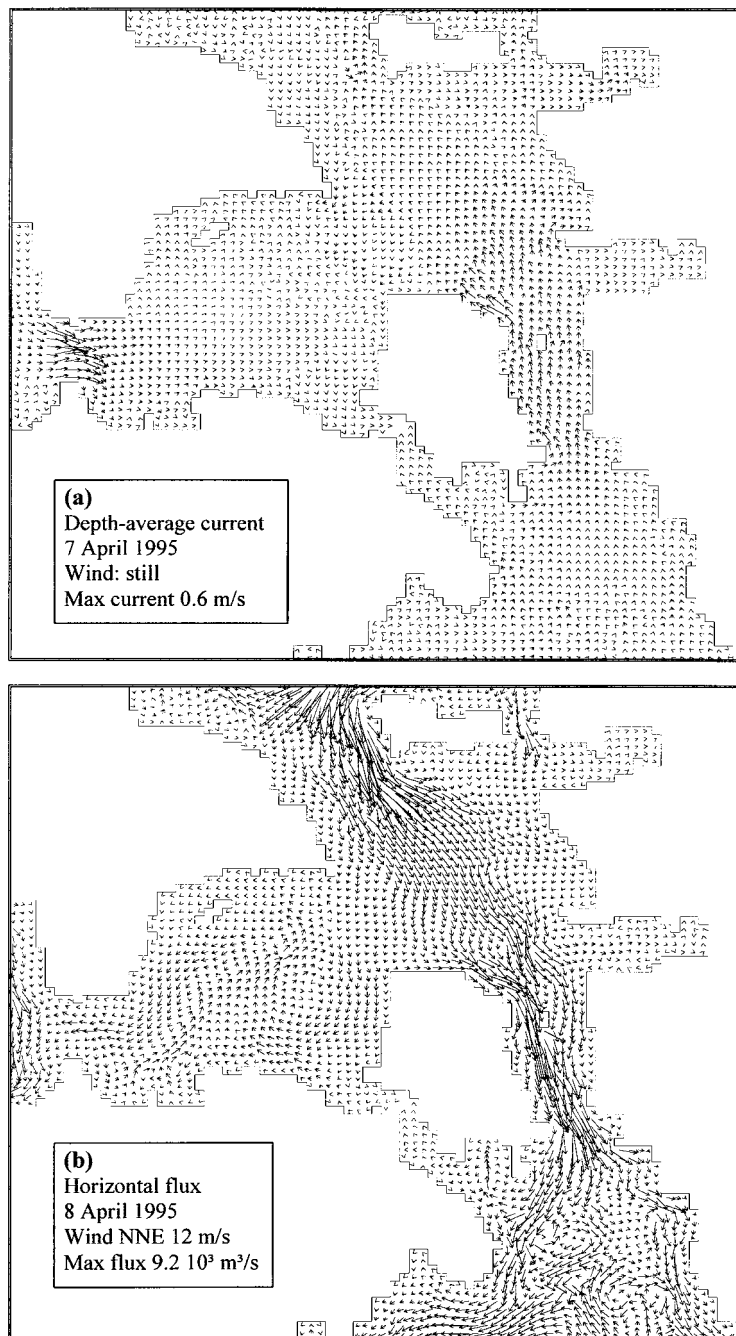 (a)
Depth-average current
7 April 1995
Wind: still
Max current 0.6 m/s
(b)
Horizontal flux
8 April 1995
Wind NNE 12 m/s
Max flux 9.2 10³ m³/s